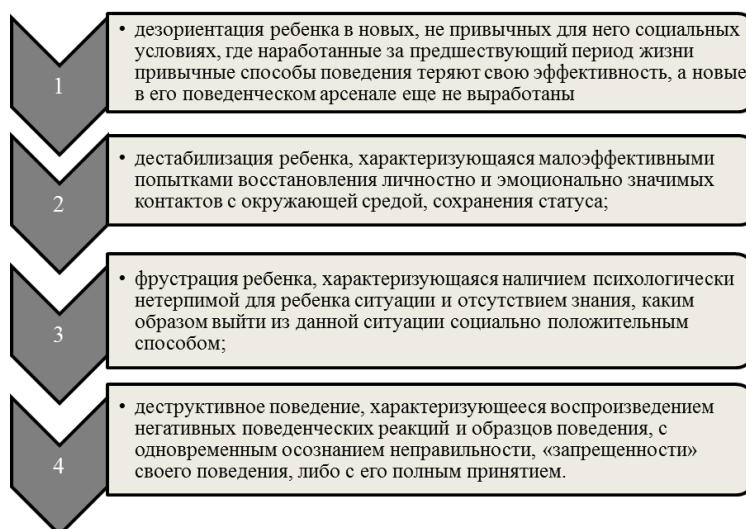 1
• дезориентация ребенка в новых, не привычных для него социальных
условиях, где наработанные за предшествующий период жизни
привычные способы поведения теряют свою эффективность, а новые
в его поведенческом арсенале еще не выработаны
2
• дестабилизация ребенка, характеризующаяся малоэффективными
попытками восстановления личностно и эмоционально значимых
контактов с окружающей средой, сохранения статуса;
3
• фрустрация ребенка, характеризующаяся наличием психологически
нетерпимой для ребенка ситуации и отсутствием знания, каким
образом выйти из данной ситуации социально положительным
способом;
4
• деструктивное поведение, характеризующееся воспроизведением
негативных поведенческих реакций и образцов поведения, с
одновременным осознанием неправильности, «запрещенности»
своего поведения, либо с его полным принятием.